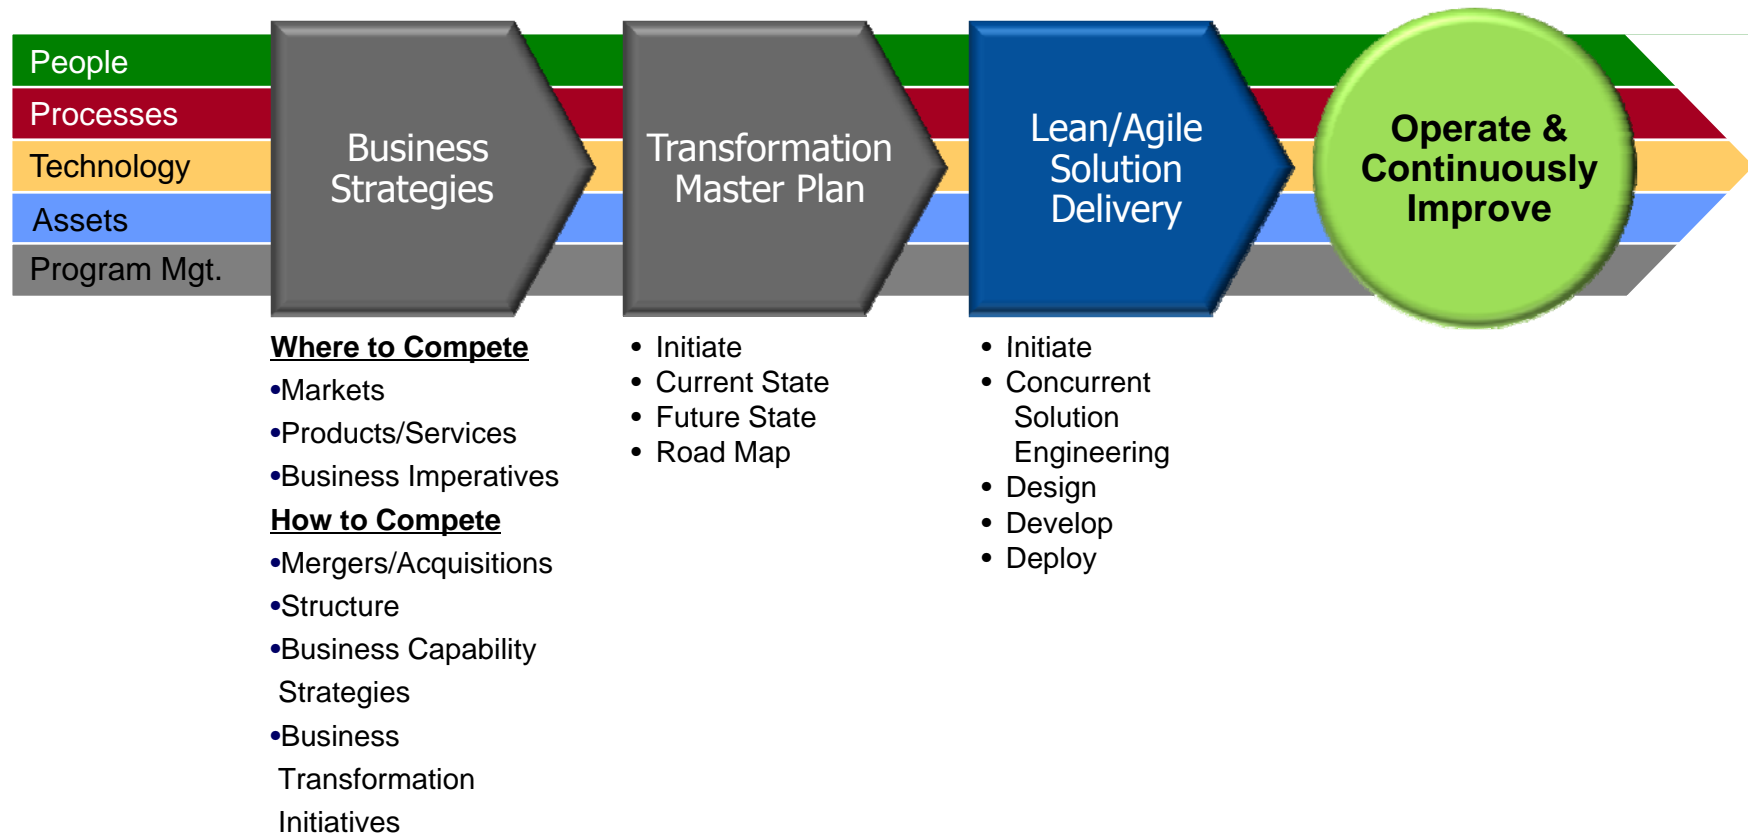 People
Processes
Technology
Assets
Program Mgt.
Business
Strategies
Transformation
Master Plan
Lean/Agile
Solution
Delivery
Operate &
Continuously
Improve
Where to Compete
•Markets
•Products/Services
•Business Imperatives
How to Compete
•Mergers/Acquisitions
•Structure
•Business Capability
Strategies
•Business
Transformation
Initiatives
• Initiate
• Current State
• Future State
• Road Map
• Initiate
• Concurrent
Solution
Engineering
• Design
• Develop
• Deploy